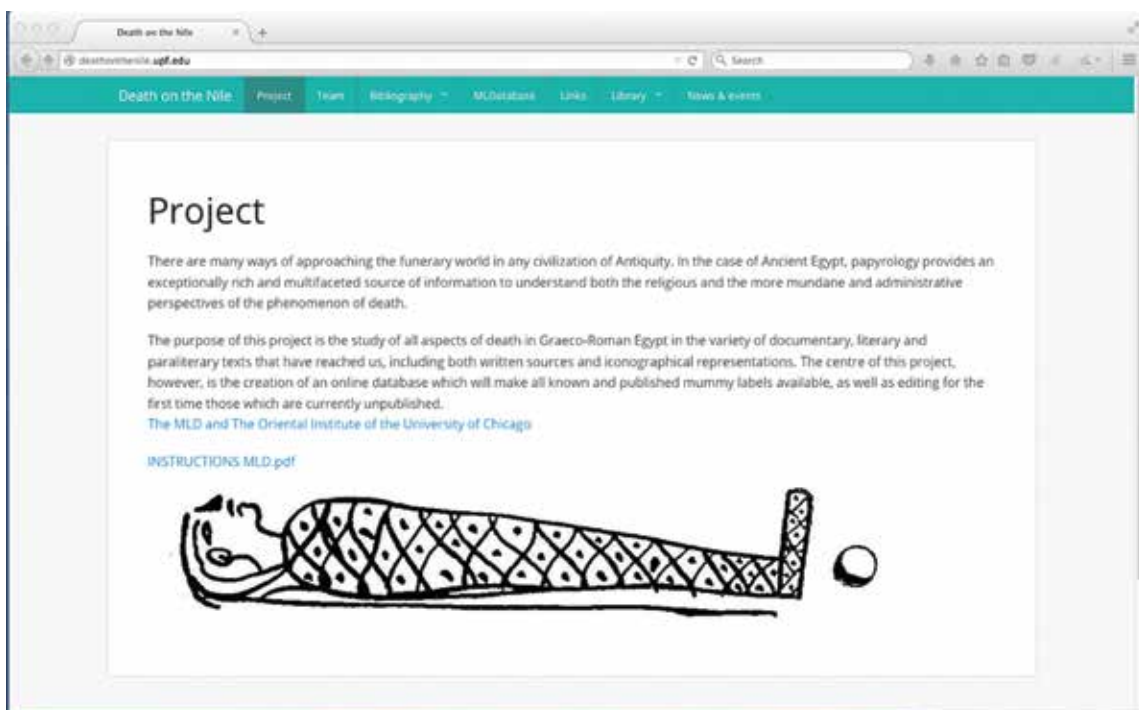 Death on the Nile
deathonthenile.upf.edu
Search
Death on the Nile Project Team Bibliography MLDatabase Links Library News & events
Project
There are many ways of approaching the funerary world in any civilization of Antiquity. In the case of Ancient Egypt, papyrology provides an
exceptionally rich and multifaceted source of information to understand both the religious and the more mundane and administrative
perspectives of the phenomenon of death.
The purpose of this project is the study of all aspects of death in Graeco-Roman Egypt in the variety of documentary, literary and
paraliterary texts that have reached us, including both written sources and iconographical representations. The centre of this project,
however, is the creation of an online database which will make all known and published mummy labels available, as well as editing for the
first time those which are currently unpublished.
The MLD and The Oriental Institute of the University of Chicago
INSTRUCTIONS MLD.pdf